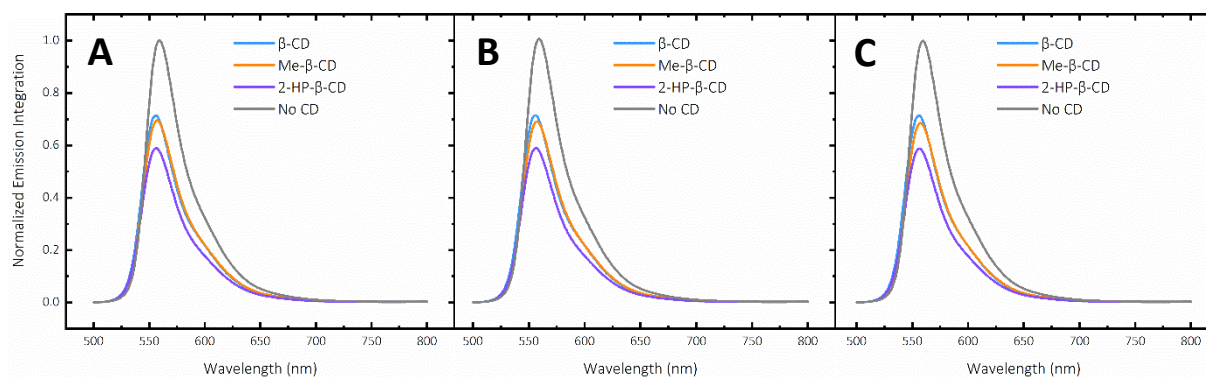 A
β-CD
Me-β-CD
2-HP-β-CD
No CD
B
β-CD
Me-β-CD
2-HP-β-CD
No CD
C
β-CD
Me-β-CD
2-HP-β-CD
No CD
Normalized Emission Integration
1.0
0.8
0.6
0.4
0.2
0.0
500 550 600 650 700 750 800
500 550 600 650 700 750 800
500 550 600 650 700 750 800
Wavelength (nm)
Wavelength (nm)
Wavelength (nm)